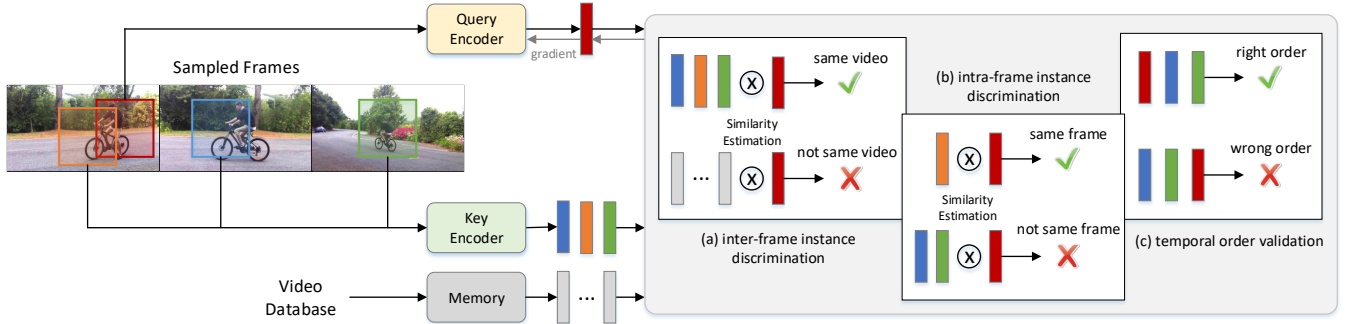 Query
Encoder
gradient
Sampled Frames
Key
Encoder
Video
Database
Memory
...
same video
Similarity
Estimation
not same video
...
(a) inter-frame instance
discrimination
(b) intra-frame instance
discrimination
same frame
Similarity
Estimation
not same frame
right order
wrong order
(c) temporal order validation
X
X
X
X